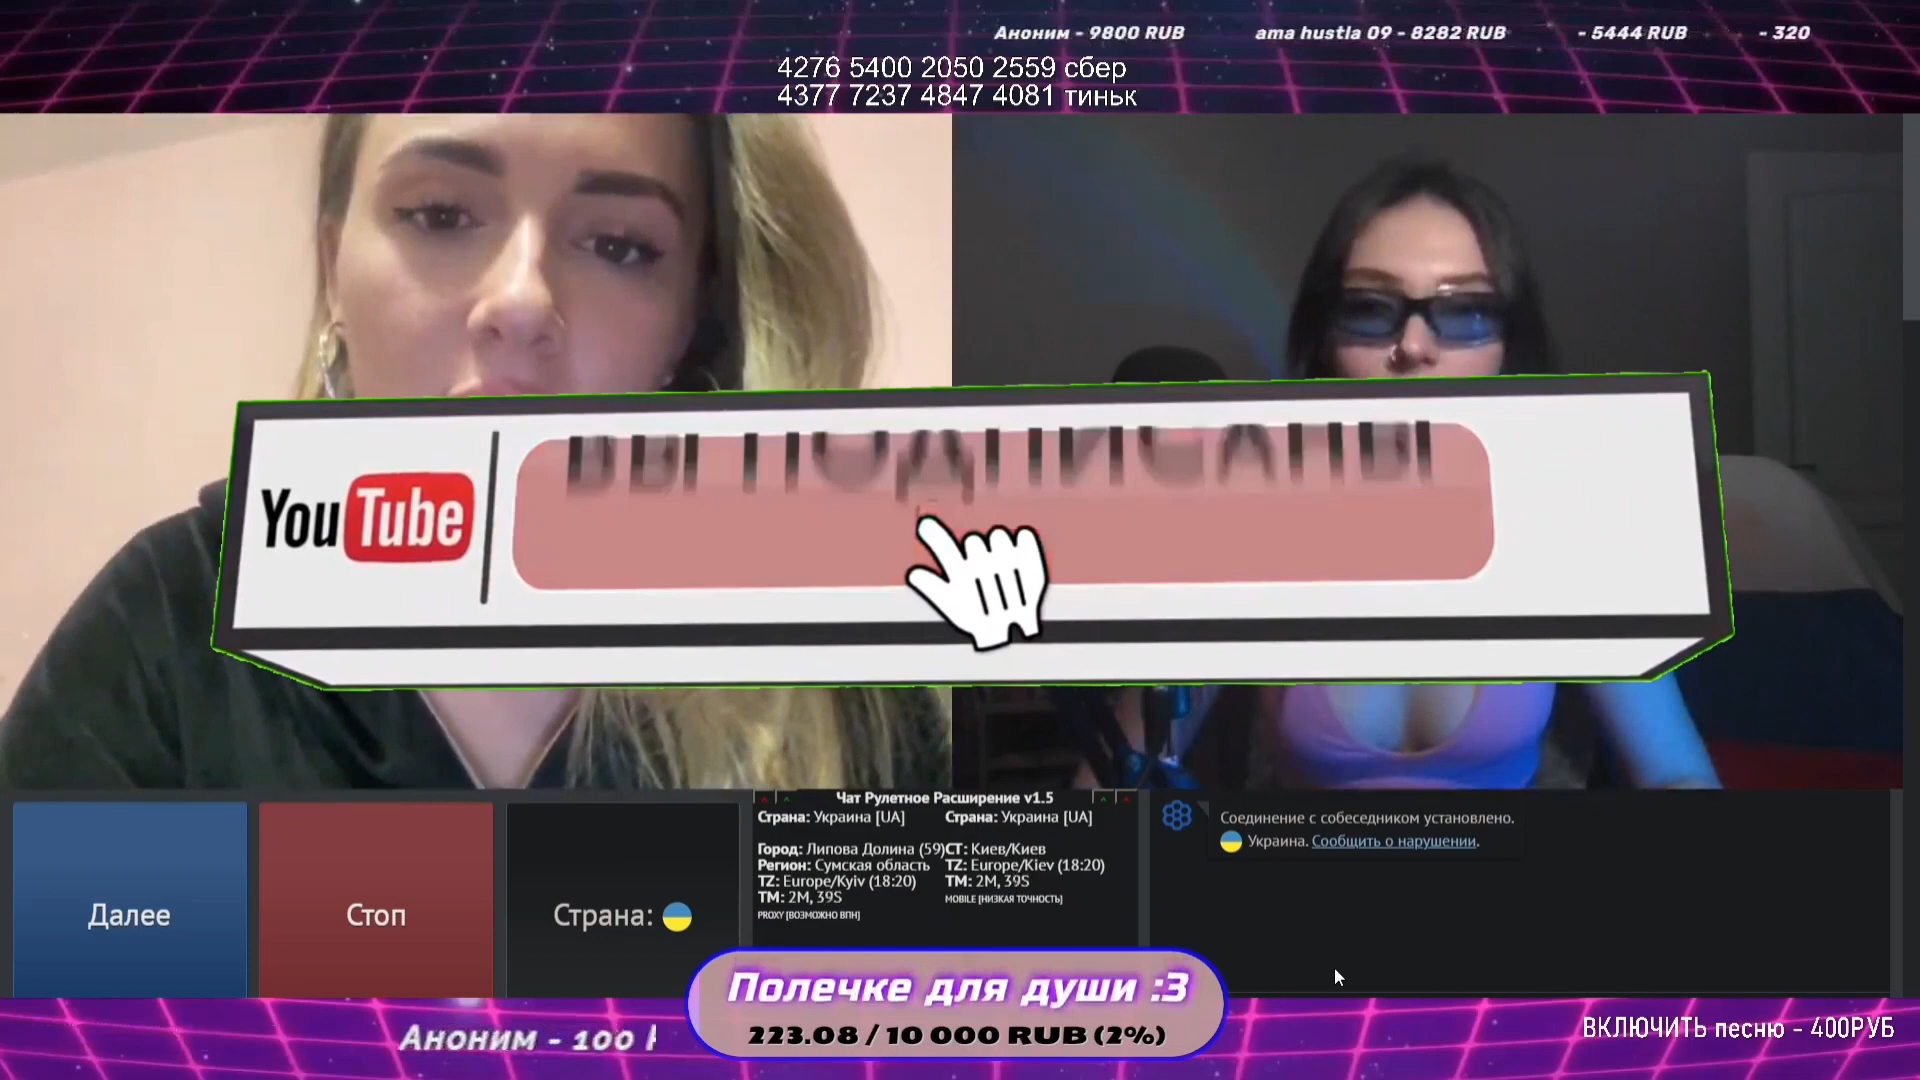 Аноним - 9800 RUB
ama hustla 09 - 8282 RUB
- 5444 RUB
- 320
4276 5400 2050 2559 сбер
4377 7237 4847 4081 тиньк
YouTube
ВЫ ПОДПИСАНЫ
Далее
Стоп
Страна:
Чат Рулетное Расширение v1.5
Страна: Украина [UA]
Город: Липова Долина (59)
Регион: Сумская область
TZ: Europe/Kyiv (18:20)
TM: 2M, 39S
PROXY [ВОЗМОЖНО ВПН]
Страна: Украина [UA]
CT: Киев/Киев
TZ: Europe/Kiev (18:20)
TM: 2M, 39S
MOBILE [НИЗКАЯ ТОЧНОСТЬ]
Соединение с собеседником установлено.
Украина. Сообщить о нарушении.
Полечке для души :3
223.08 / 10 000 RUB (2%)
Аноним - 100
ВКЛЮЧИТЬ песню - 400РУБ